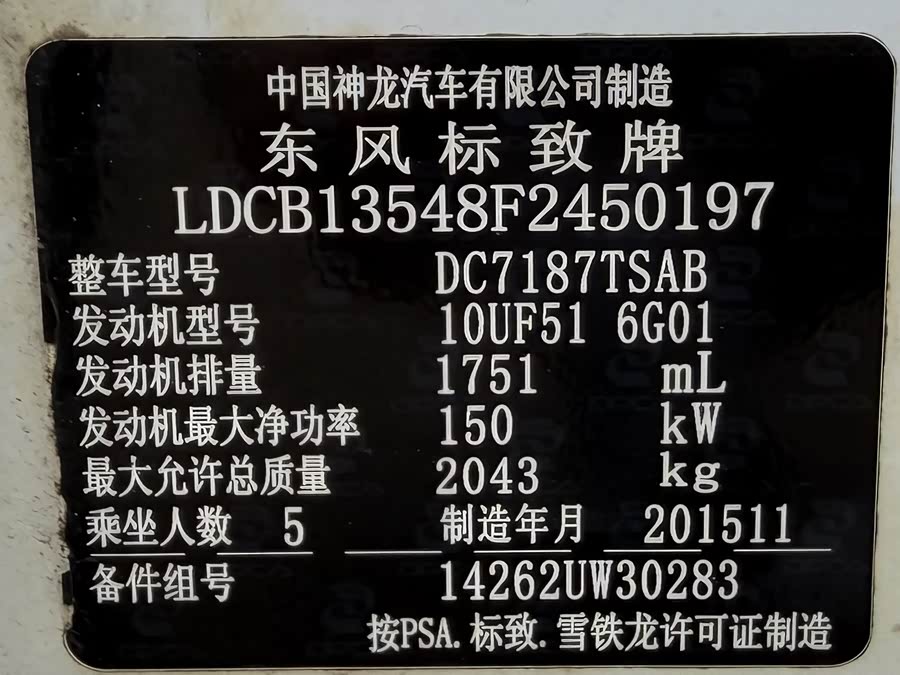 中国神龙汽车有限公司制造
东风标致牌
LDCB13548F2450197
整车型号 DC7187TSAB
发动机型号 10UF51 6G01
发动机排量 1751 mL
发动机最大净功率 150 kW
最大允许总质量 2043 kg
乘坐人数 5 制造年月 201511
备件组号 14262UW30283
按PSA.标致.雪铁龙许可证制造